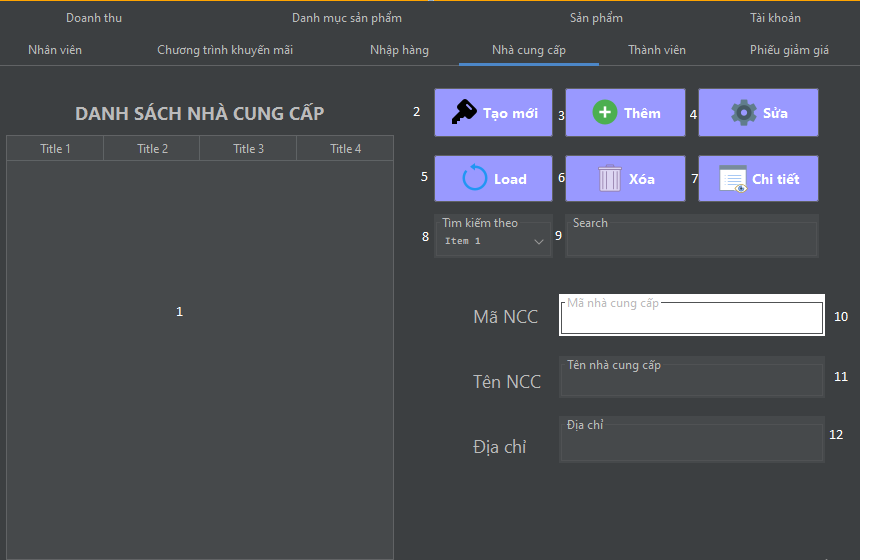 Doanh thu Danh mục sản phẩm Sản phẩm Tài khoản
Nhân viên Chương trình khuyến mãi Nhập hàng Nhà cung cấp Thành viên Phiếu giảm giá
DANH SÁCH NHÀ CUNG CẤP
Title 1 Title 2 Title 3 Title 4
1
2 Tạo mới 3 Thêm 4 Sửa
5 Load 6 Xóa 7 Chi tiết
8 Tìm kiếm theo 9 Search
Item 1
Mã NCC Mã nhà cung cấp 10
Tên NCC Tên nhà cung cấp 11
Địa chỉ Địa chỉ 12